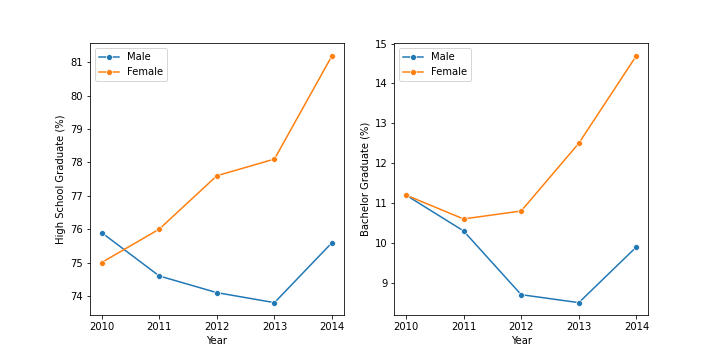 Male
Female
81
80
79
78
77
76
75
74
High School Graduate (%)
2010 2011 2012 2013 2014
Year
Male
Female
15
14
13
12
11
10
9
Bachelor Graduate (%)
2010 2011 2012 2013 2014
Year